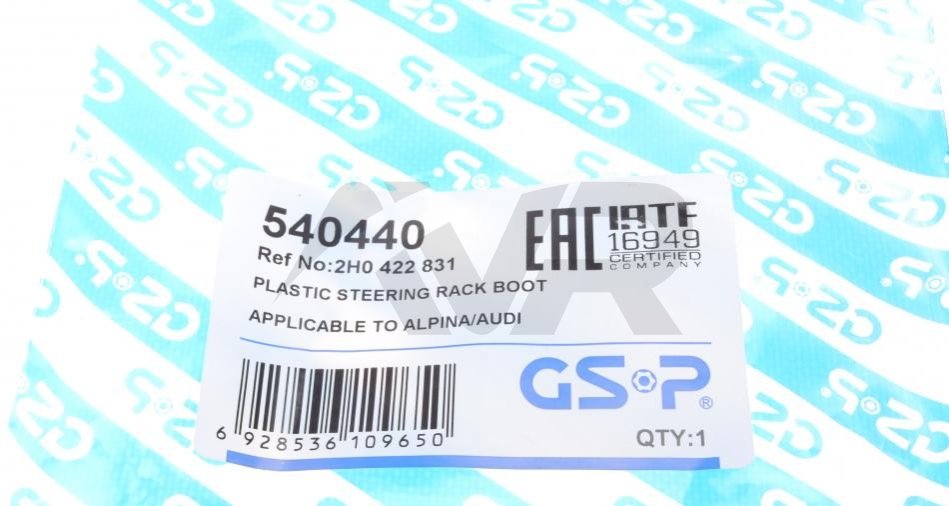 540440
Ref No:2H0 422 831
PLASTIC STEERING RACK BOOT
APPLICABLE TO ALPINA/AUDI
EAC
IATF
16949
CERTIFIED
COMPANY
GSP®
6 928536 109650
QTY:1